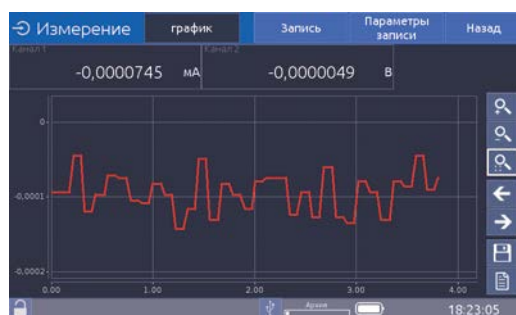 Измерение
график
Запись
Параметры
записи
Назад
Канал 1
Канал 2
-0,0000745 мА
-0,0000049 В
0
-0,0001
-0,0002
0.00 1.00 2.00 3.00 4.00
Архив
18:23:05